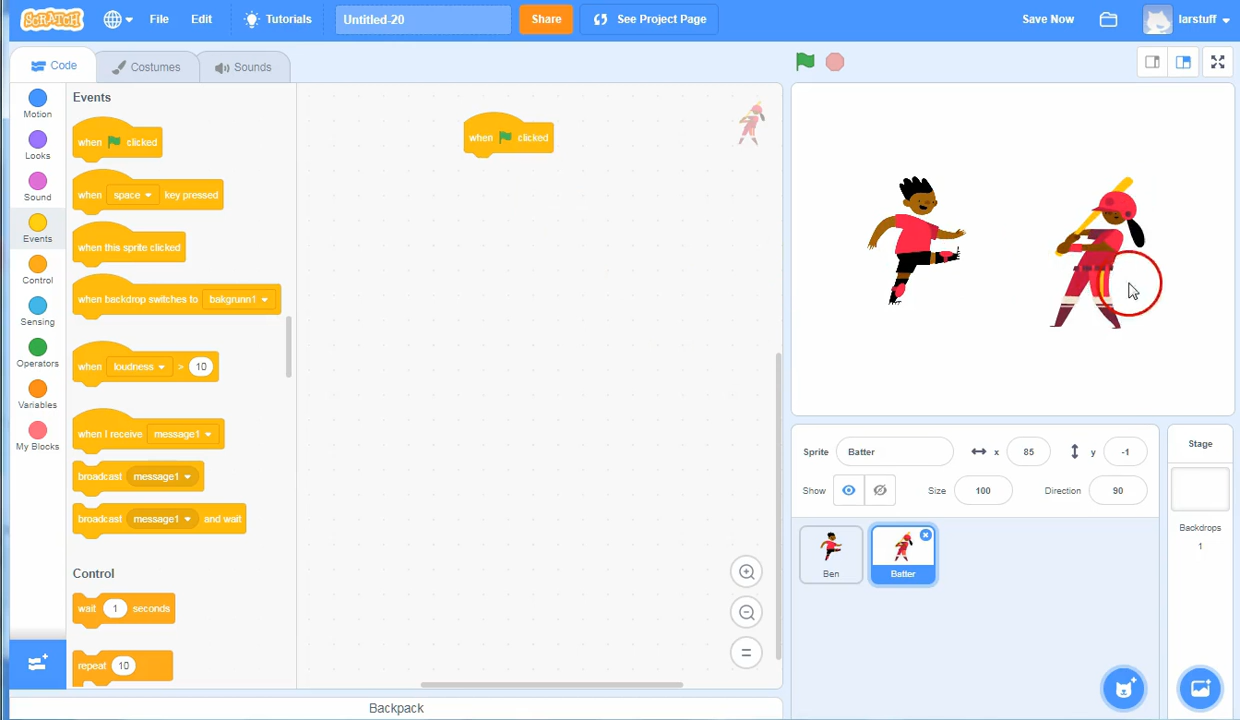 SCRATCH File Edit Tutorials Untitled-20 Share See Project Page Save Now larstuff
Code Costumes Sounds
Motion
Looks
Sound
Events
Control
Sensing
Operators
Variables
My Blocks
Events
when clicked
when space key pressed
when this sprite clicked
when backdrop switches to bakgrunn1
when loudness > 10
when I receive message1
broadcast message1
broadcast message1 and wait
Control
wait 1 seconds
repeat 10
when clicked
Backpack
Sprite Batter x 85 y -1
Show Size 100 Direction 90
Ben
Batter
Stage
Backdrops
1